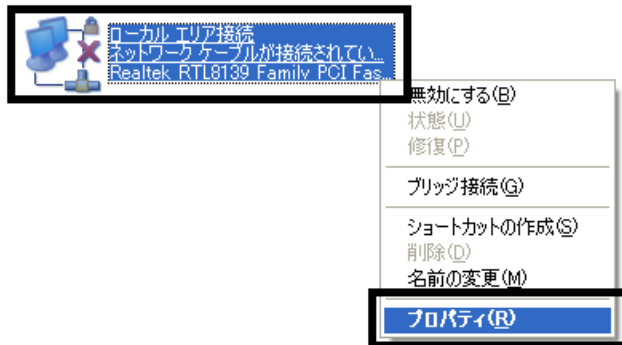 ローカル エリア接続
ネットワーク ケーブルが接続されてい...
Realtek RTL8139 Family PCI Fas...
無効にする(B)
状態(U)
修復(P)
ブリッジ接続(G)
ショートカットの作成(S)
削除(D)
名前の変更(M)
プロパティ(R)